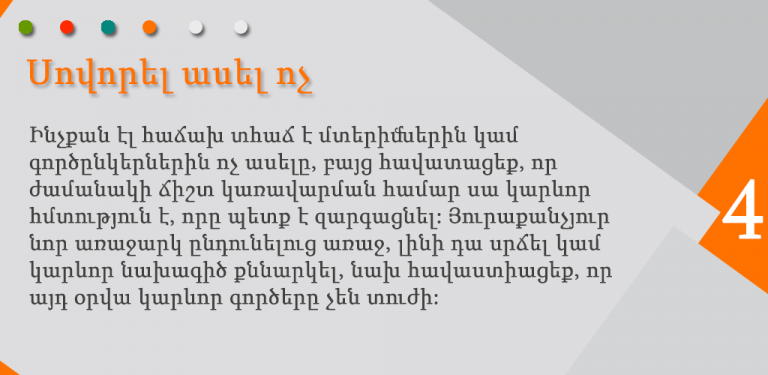 Սովորել ասել ոչ
Ինչքան էլ հաճախ տհաճ է մտերիմներին կամ
գործընկերներին ոչ ասելը, բայց հավատացեք, որ
ժամանակի ճիշտ կառավարման համար սա կարևոր
հմտություն է, որը պետք է զարգացնել: Յուրաքանչյուր
նոր առաջարկ ընդունելուց առաջ, լինի դա սրճել կամ
կարևոր նախագիծ քննարկել, նախ հավաստիացեք, որ
այդ օրվա կարևոր գործերը չեն տուժի:
4